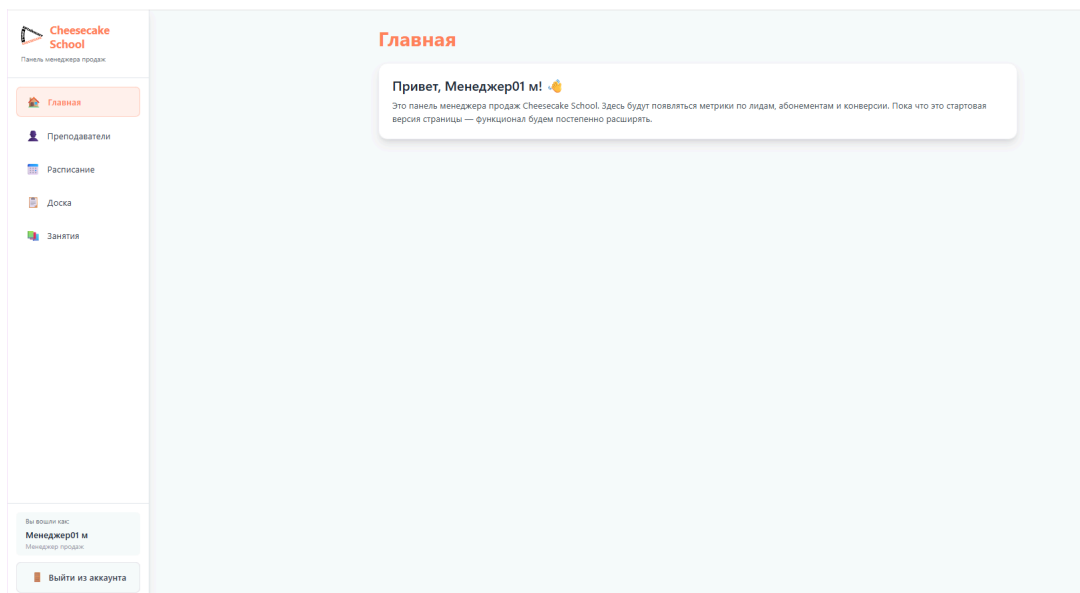 Cheesecake
School
Панель менеджера продаж
Главная
Преподаватели
Расписание
Доска
Занятия
Вы вошли как:
Менеджер01 м
Менеджер продаж
Выйти из аккаунта
Главная
Привет, Менеджер01 м! 👋
Это панель менеджера продаж Cheesecake School. Здесь будут появляться метрики по лидам, абонементам и конверсии. Пока что это стартовая
версия страницы — функционал будем постепенно расширять.